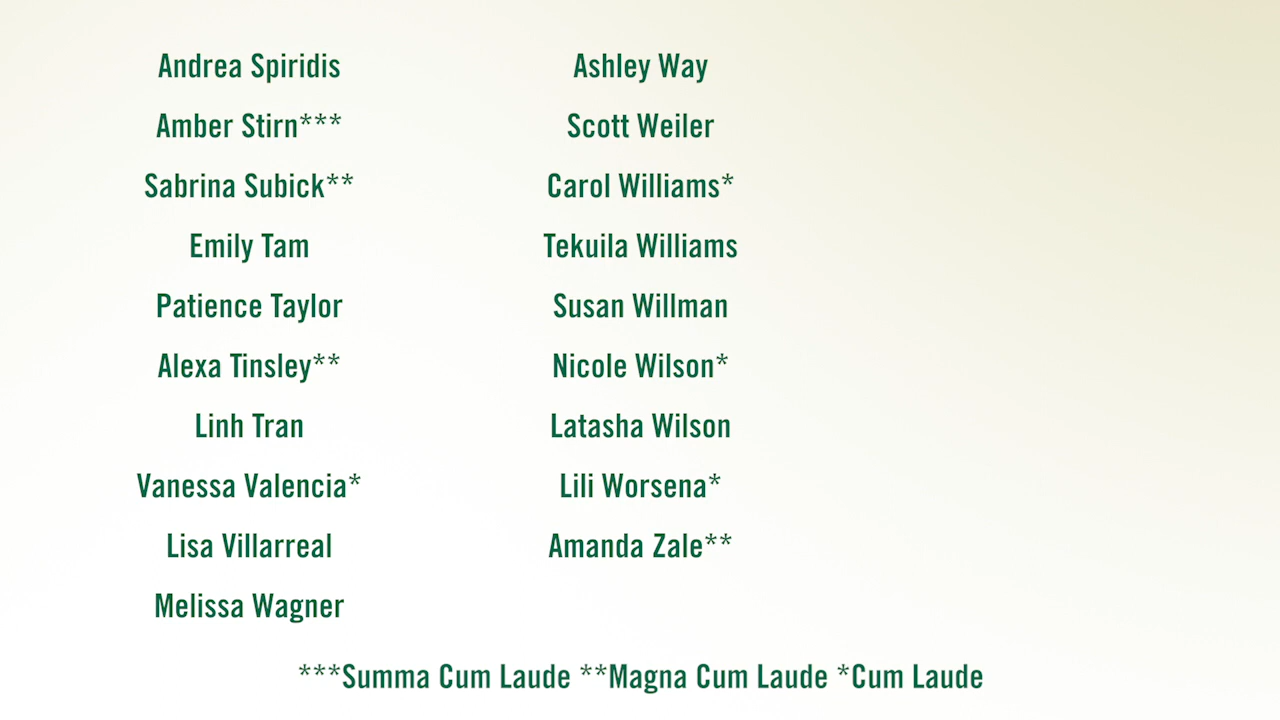 Andrea Spiridis
Amber Stirn***
Sabrina Subick**
Emily Tam
Patience Taylor
Alexa Tinsley**
Linh Tran
Vanessa Valencia*
Lisa Villarreal
Melissa Wagner
Ashley Way
Scott Weiler
Carol Williams*
Tekuila Williams
Susan Willman
Nicole Wilson*
Latasha Wilson
Lili Worsena*
Amanda Zale**
***Summa Cum Laude **Magna Cum Laude *Cum Laude